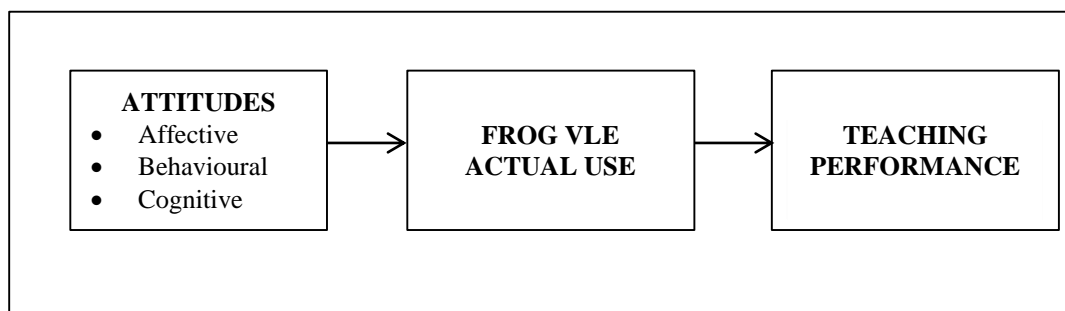 ATTITUDES
• Affective
• Behavioural
• Cognitive
FROG VLE
ACTUAL USE
TEACHING
PERFORMANCE